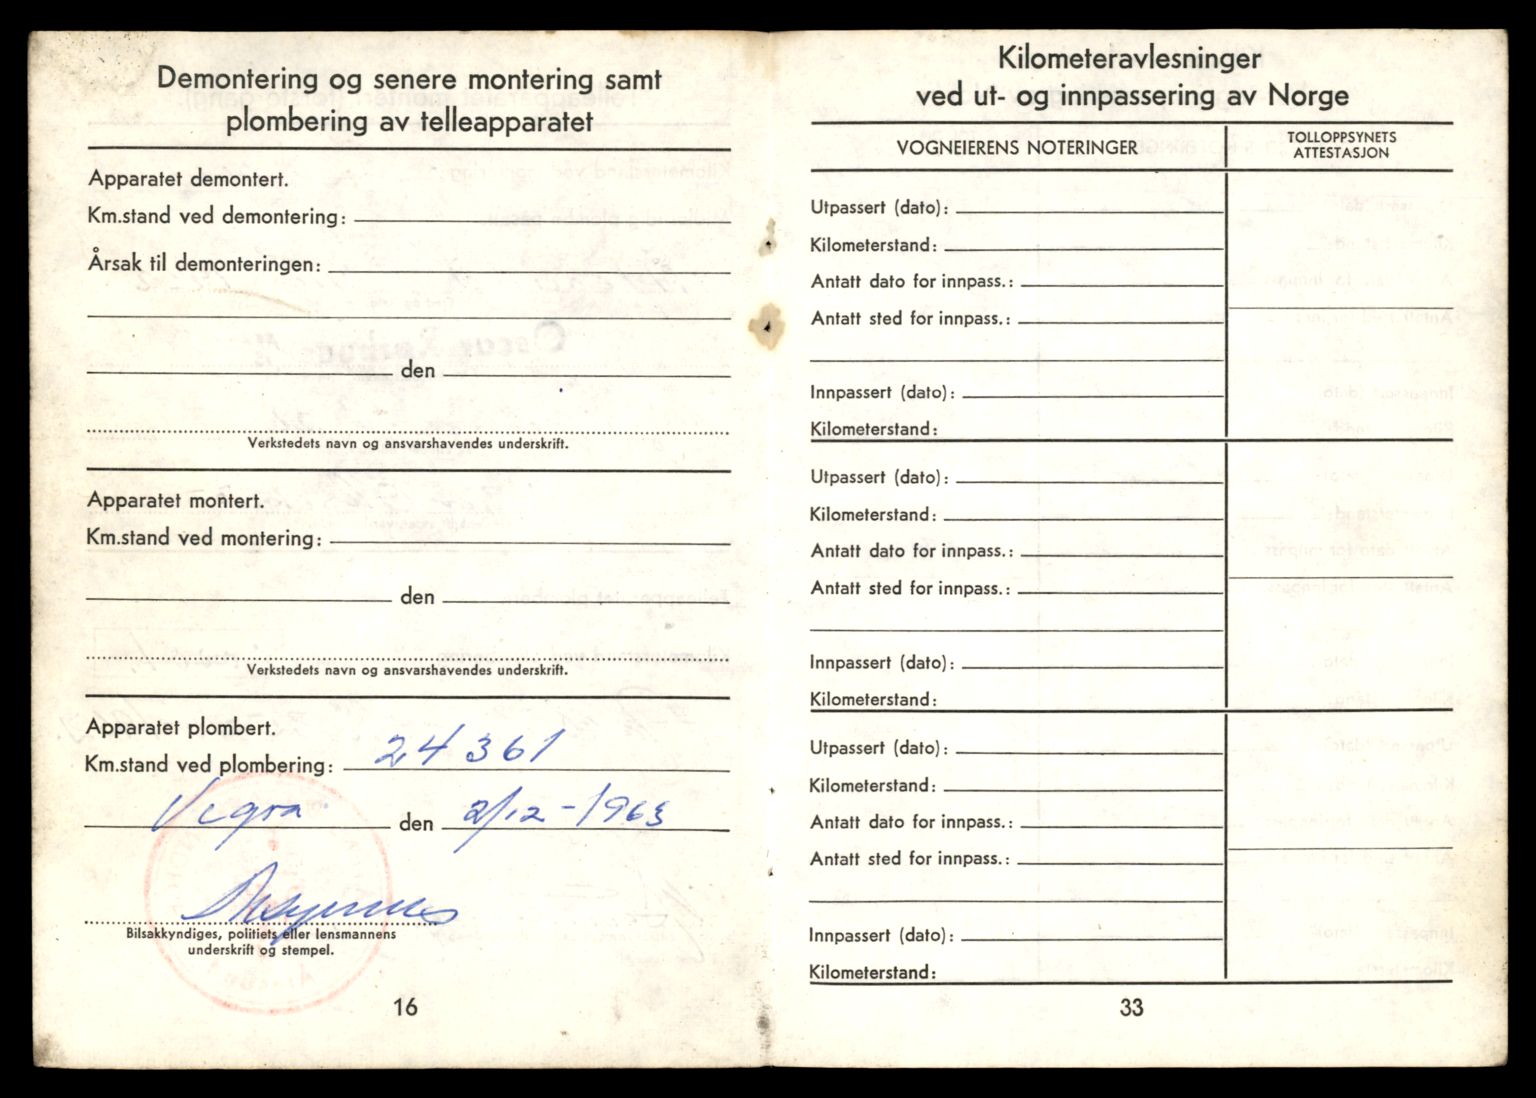 Demontering og senere montering samt
plombering av telleapparatet
Apparatet demontert.
Km.stand ved demontering:
Årsak til demonteringen:
den
Verkstedets navn og ansvarshavendes underskrift.
Apparatet montert.
Km.stand ved montering:
den
Verkstedets navn og ansvarshavendes underskrift.
Apparatet plombert.
Km.stand ved plombering: 24361
Vegra den 2/12-1963
Bilsakkyndiges, politiets eller lensmannens
underskrift og stempel.
16
Kilometeravlesninger
ved ut- og innpassering av Norge
VOGNEIERENS NOTERINGER
TOLLOPPSYNETS
ATTESTASJON
Utpassert (dato):
Kilometerstand:
Antatt dato for innpass.:
Antatt sted for innpass.:
Innpassert (dato):
Kilometerstand:
Utpassert (dato):
Kilometerstand:
Antatt dato for innpass.:
Antatt sted for innpass.:
Innpassert (dato):
Kilometerstand:
Utpassert (dato):
Kilometerstand:
Antatt dato for innpass.:
Antatt sted for innpass.:
Innpassert (dato):
Kilometerstand:
33